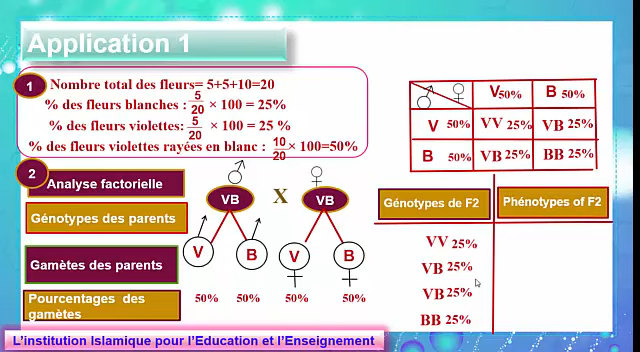 Application 1
1 Nombre total des fleurs= 5+5+10=20
% des fleurs blanches : 5/20 × 100 = 25%
% des fleurs violettes: 5/20 × 100 = 25 %
% des fleurs violettes rayées en blanc : 10/20 × 100=50%
♂ ♀ V50% B 50%
V 50% VV 25% VB 25%
B 50% VB 25% BB 25%
2 Analyse factorielle
♂ ♀
Génotypes des parents VB X VB
Gamètes des parents V B V B
Pourcentages des gamètes 50% 50% 50% 50%
Génotypes de F2 Phénotypes of F2
VV 25%
VB 25%
VB 25%
BB 25%
L'institution Islamique pour l'Education et l'Enseignement